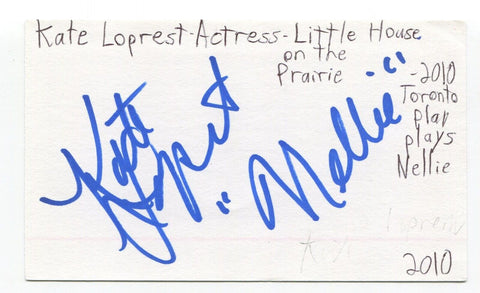 Kate Loprest-Actress-Little House
on the
Prairie
-2010
Toronto
play
plays
Nellie
Kate
Loprest
"Nellie"
2010